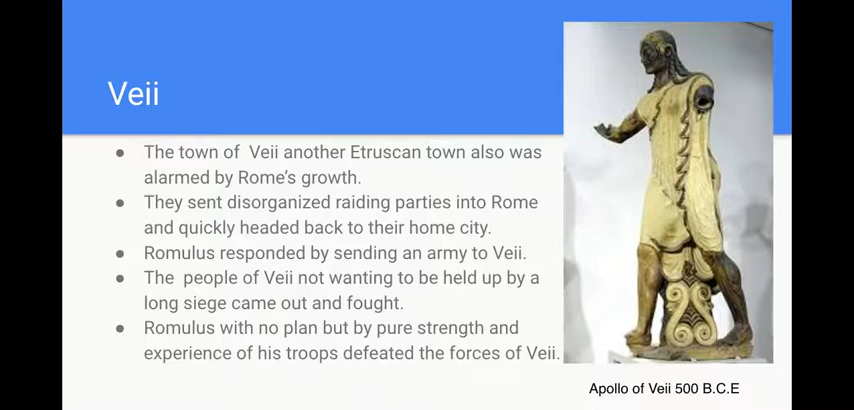 Veii
● The town of  Veii another Etruscan town also was
alarmed by Rome's growth.
● They sent disorganized raiding parties into Rome
and quickly headed back to their home city.
● Romulus responded by sending an army to Veii.
● The  people of Veii not wanting to be held up by a
long siege came out and fought.
● Romulus with no plan but by pure strength and
experience of his troops defeated the forces of Veii.
Apollo of Veii 500 B.C.E